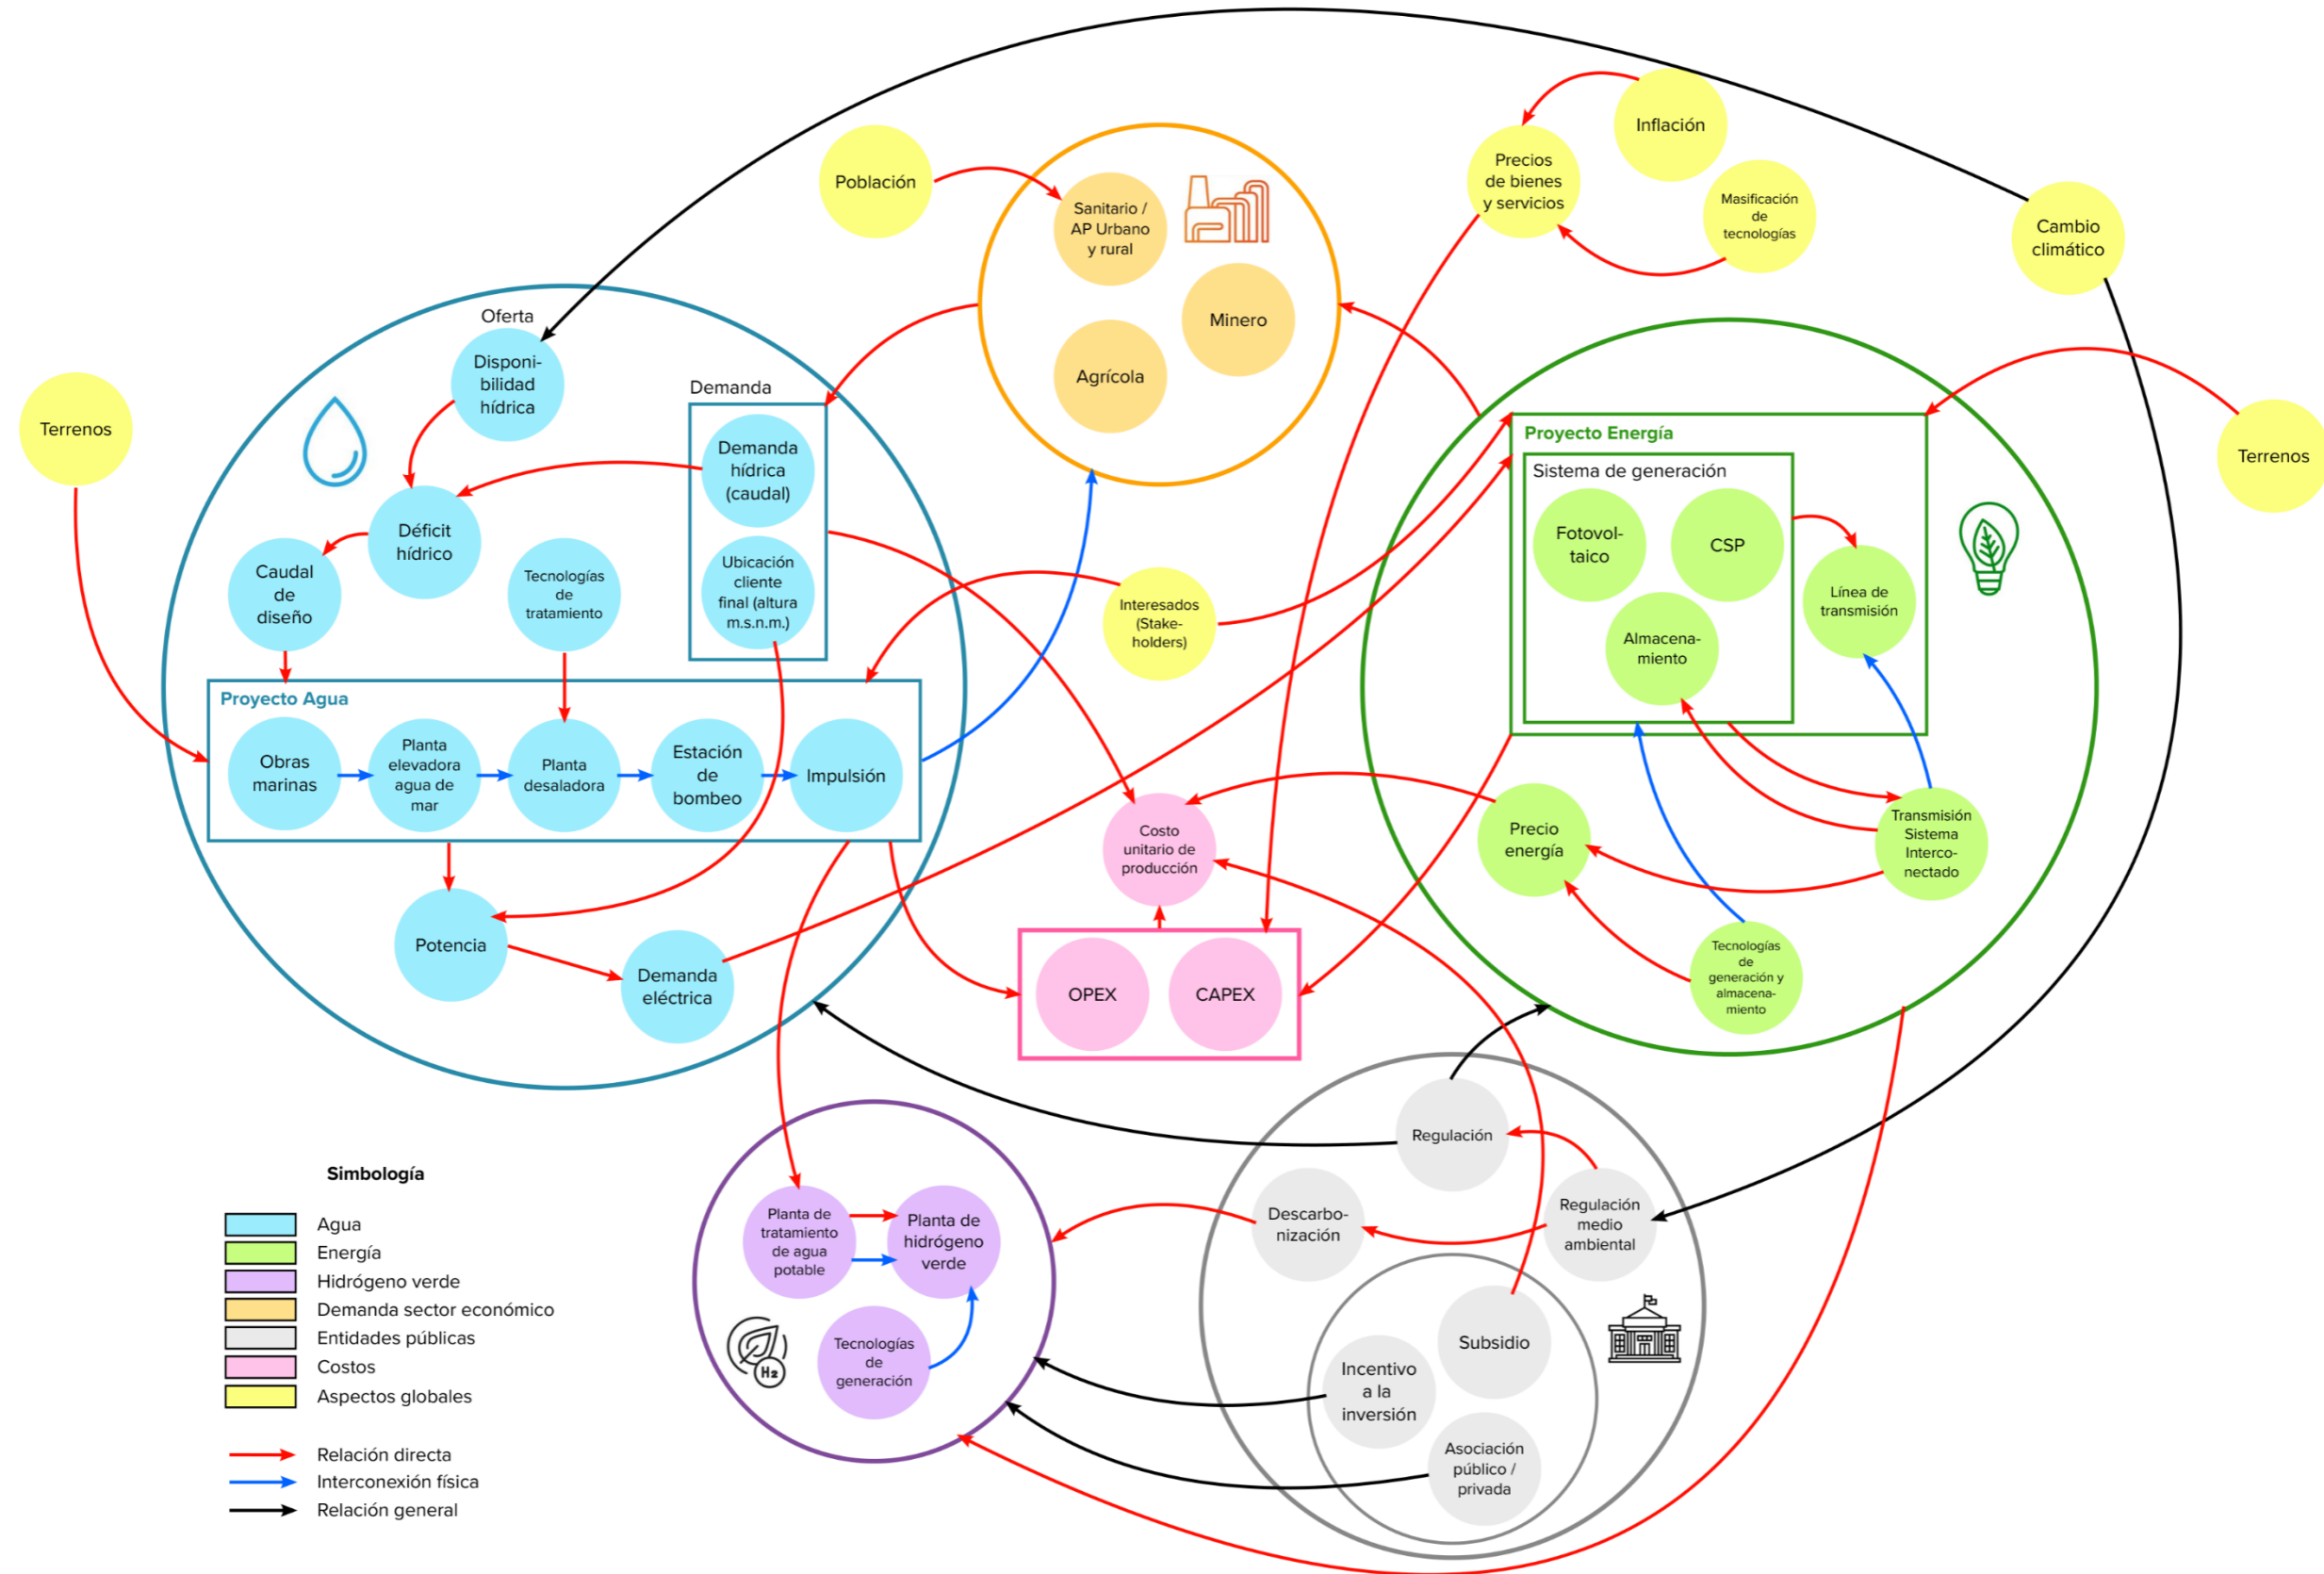 Inflación
Población
Precios
de bienes
y servicios
Masificación
de
tecnologías
Cambio
climático
Sanitario /
AP Urbano
y rural
Minero
Agrícola
Oferta
Disponi-
bilidad
hídrica
Demanda
Demanda
hídrica
(caudal)
Ubicación
cliente
final (altura
m.s.n.m.)
Terrenos
Déficit
hídrico
Caudal
de
diseño
Tecnologías
de
tratamiento
Proyecto Agua
Obras
marinas
Planta
elevadora
agua de
mar
Planta
desaladora
Estación
de
bombeo
Impulsión
Potencia
Demanda
eléctrica
Interesados
(Stake-
holders)
Proyecto Energía
Sistema de generación
Fotovol-
taico
CSP
Almacena-
miento
Línea de
transmisión
Terrenos
Precio
energía
Transmisión
Sistema
Interco-
nectado
Tecnologías
de
generación y
almacena-
miento
Costo
unitario de
producción
OPEX
CAPEX
Regulación
Descarbo-
nización
Regulación
medio
ambiental
Subsidio
Incentivo
a la
inversión
Asociación
público /
privada
Planta de
tratamiento
de agua
potable
Planta de
hidrógeno
verde
Tecnologías
de
generación
H2
Simbología
Agua
Energía
Hidrógeno verde
Demanda sector económico
Entidades públicas
Costos
Aspectos globales
Relación directa
Interconexión física
Relación general